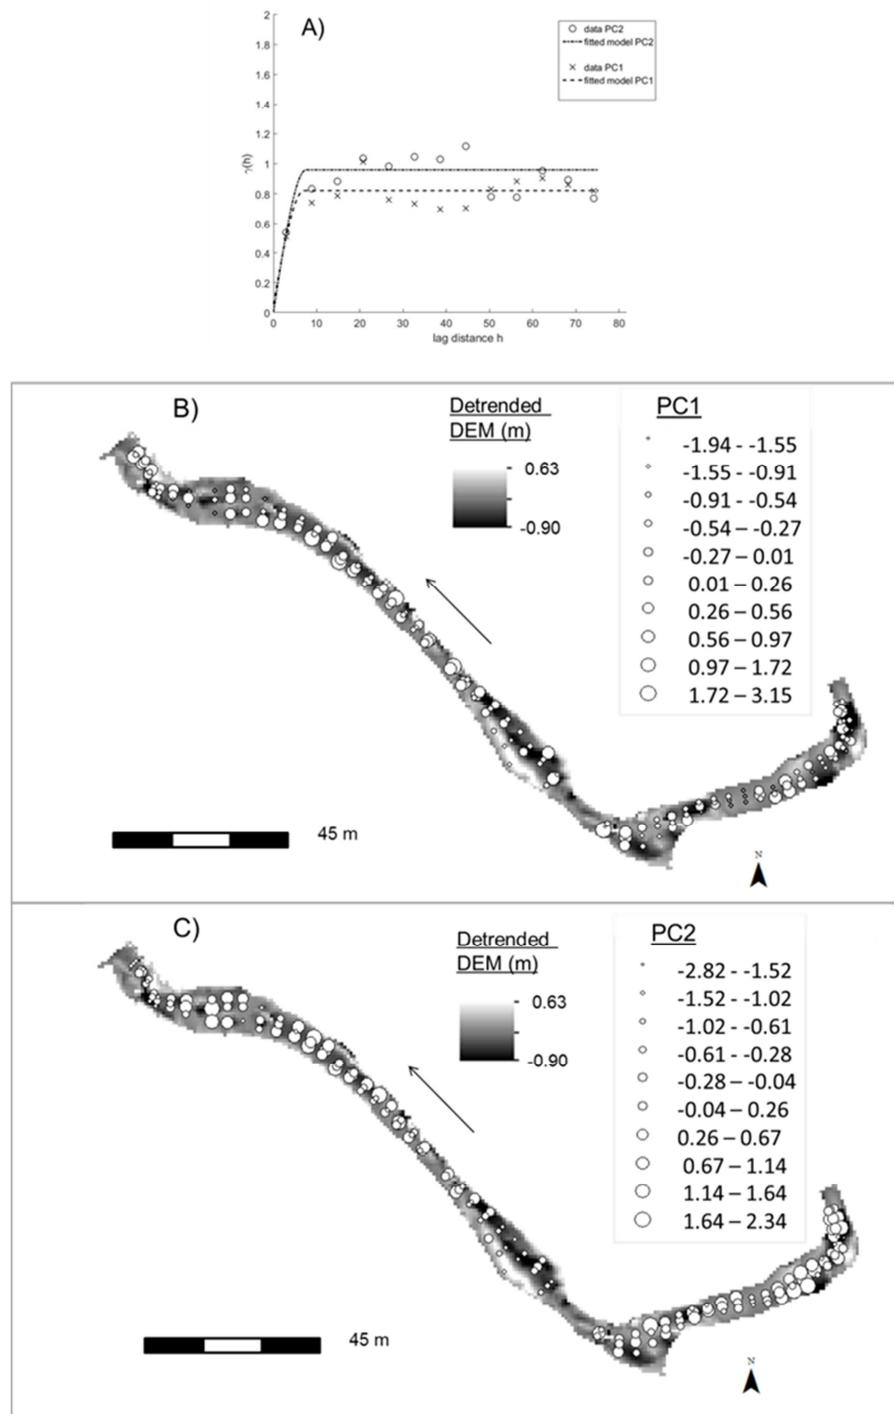 A)
2
1.8
1.6
1.4
1.2
1
0.8
0.6
0.4
0.2
0
γ(h)
0 10 20 30 40 50 60 70 80
lag distance h
data PC2
fitted model PC2
data PC1
fitted model PC1
B)
Detrended
DEM (m)
0.63
-0.90
PC1
-1.94 - -1.55
-1.55 – -0.91
-0.91 – -0.54
-0.54 – -0.27
-0.27 – 0.01
0.01 – 0.26
0.26 – 0.56
0.56 – 0.97
0.97 – 1.72
1.72 – 3.15
45 m
N
C)
Detrended
DEM (m)
0.63
-0.90
PC2
-2.82 - -1.52
-1.52 – -1.02
-1.02 – -0.61
-0.61 – -0.28
-0.28 – -0.04
-0.04 – 0.26
0.26 – 0.67
0.67 – 1.14
1.14 – 1.64
1.64 – 2.34
45 m
N